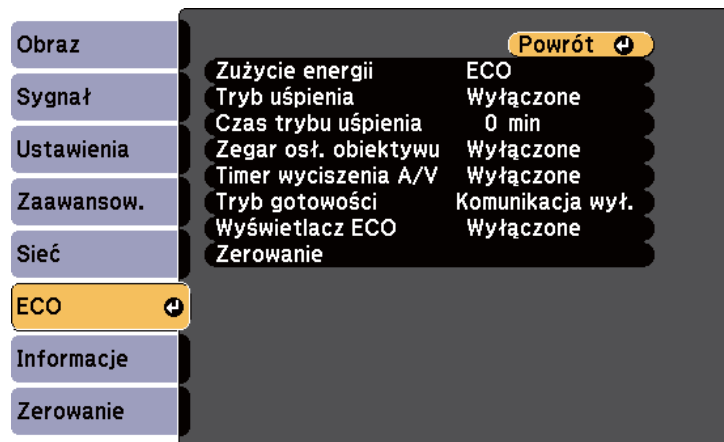 Obraz
Sygnał
Ustawienia
Zaawansow.
Sieć
ECO
Informacje
Zerowanie
Powrót
Zużycie energii ECO
Tryb uśpienia Wyłączone
Czas trybu uśpienia 0 min
Zegar osł. obiektywu Wyłączone
Timer wyciszenia A/V Wyłączone
Tryb gotowości Komunikacja wył.
Wyświetlacz ECO Wyłączone
Zerowanie